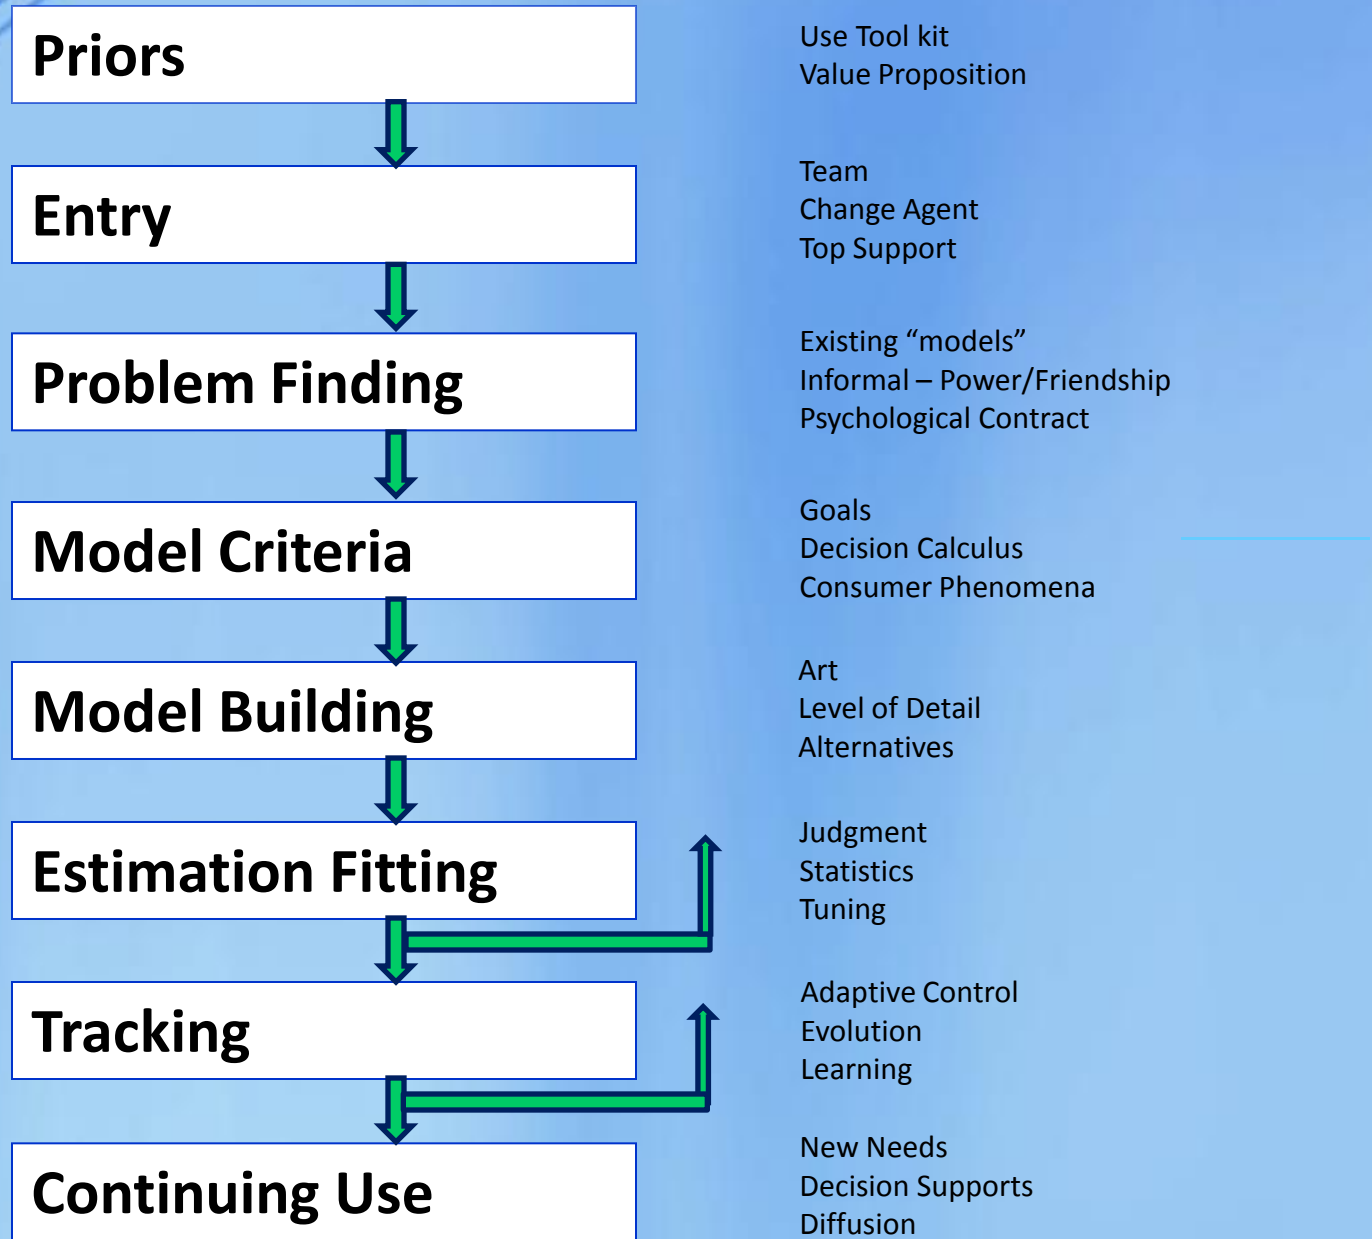 Priors
Use Tool kit
Value Proposition
Entry
Team
Change Agent
Top Support
Problem Finding
Existing “models”
Informal – Power/Friendship
Psychological Contract
Model Criteria
Goals
Decision Calculus
Consumer Phenomena
Model Building
Art
Level of Detail
Alternatives
Estimation Fitting
Judgment
Statistics
Tuning
Tracking
Adaptive Control
Evolution
Learning
Continuing Use
New Needs
Decision Supports
Diffusion